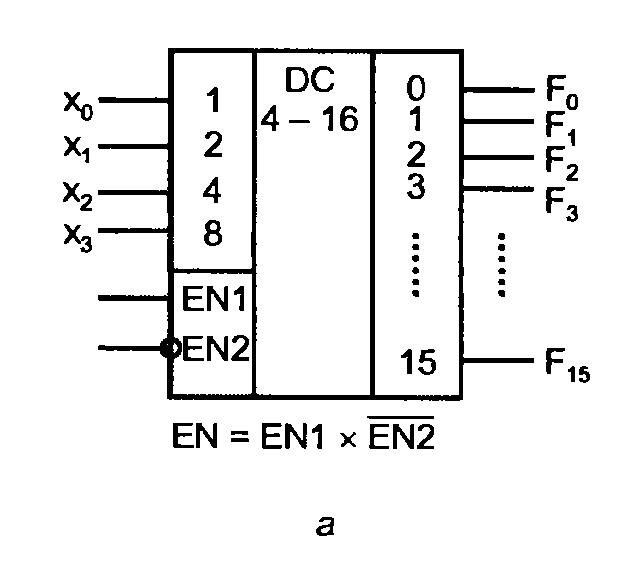 DC
4 – 16
x₀ 1 0 F₀
x₁ 2 1 F₁
x₂ 4 2 F₂
x₃ 8 3 F₃
EN1
EN2 15 F₁₅
EN = EN1 × E̅N̅2̅
a